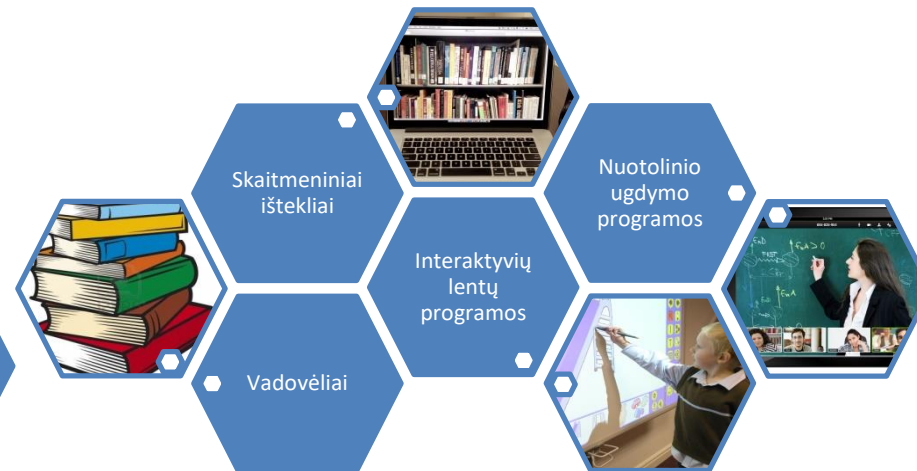 Skaitmeniniai
ištekliai
Nuotolinio
ugdymo
programos
Interaktyvių
lentų
programos
Vadovėliai